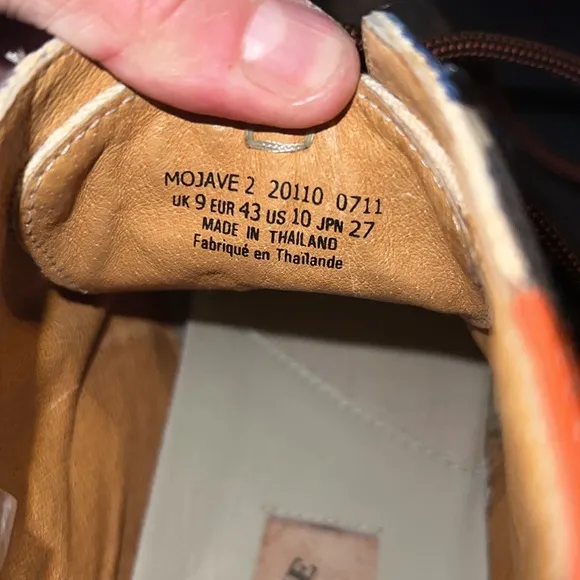 MOJAVE 2 20110 0711
UK 9 EUR 43 US 10 JPN 27
MADE IN THAILAND
Fabriqué en Thaïlande
E